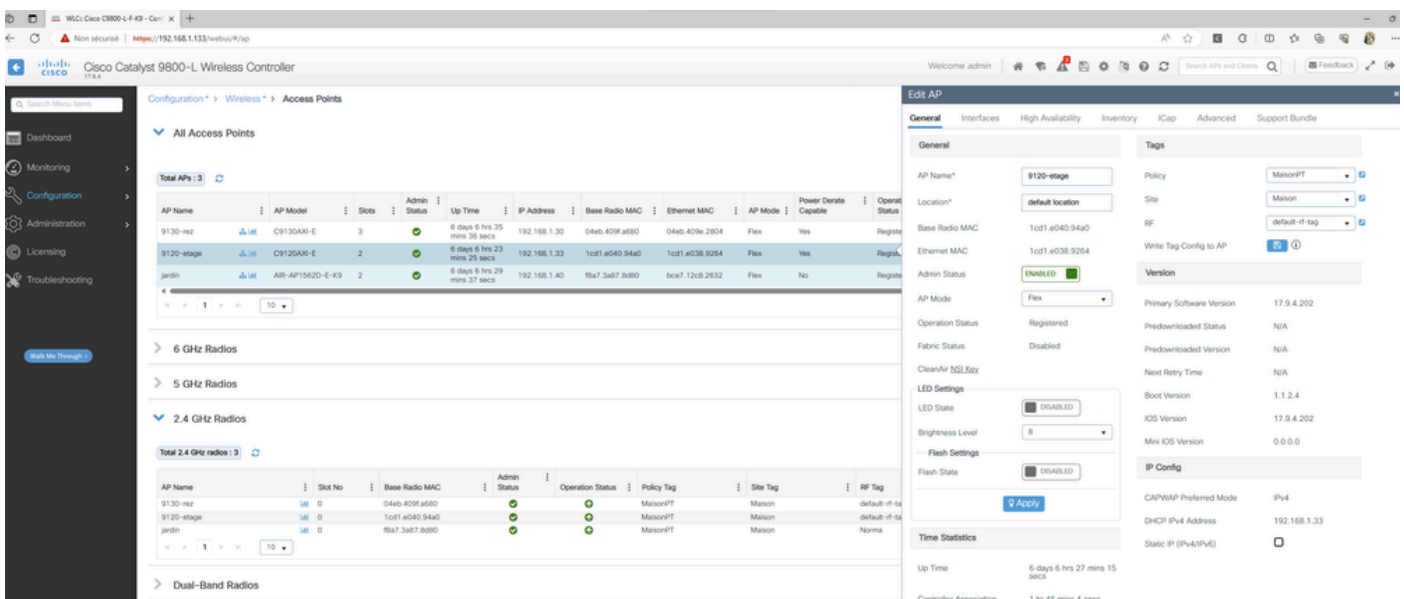 WLC: Cisco C9800-L-F-K9 - Con
Non sécurisé | https://192.168.1.133/webui/#/ap
CISCO
Cisco Catalyst 9800-L Wireless Controller
17.9.4
Welcome admin
Search APs and Clients
Feedback
Search Menu Items
Dashboard
Monitoring
Configuration
Administration
Licensing
Troubleshooting
Walk Me Through >
Configuration > Wireless > Access Points
All Access Points
Total APs : 3
AP Name AP Model Slots Admin Status Up Time IP Address Base Radio MAC Ethernet MAC AP Mode Power Derate Capable Operat Status
9130-rez C9130AXI-E 3 6 days 6 hrs 35 mins 36 secs 192.168.1.30 04eb.409f.a680 04eb.409e.2804 Flex Yes Registe
9120-etage C9120AXI-E 2 6 days 6 hrs 23 mins 25 secs 192.168.1.33 1cd1.e040.94a0 1cd1.e038.9264 Flex Yes Registe
jardin AIR-AP1562D-E-K9 2 6 days 6 hrs 29 mins 37 secs 192.168.1.40 f8a7.3a87.8d80 bce7.12c8.2632 Flex No Registe
1 10
6 GHz Radios
5 GHz Radios
2.4 GHz Radios
Total 2.4 GHz radios : 3
AP Name Slot No Base Radio MAC Admin Status Operation Status Policy Tag Site Tag RF Tag
9130-rez 0 04eb.409f.a680 MaisonPT Maison default-rf-ta
9120-etage 0 1cd1.e040.94a0 MaisonPT Maison default-rf-ta
jardin 0 f8a7.3a87.8d80 MaisonPT Maison Norma
1 10
Dual-Band Radios
Edit AP
General Interfaces High Availability Inventory ICap Advanced Support Bundle
General
AP Name* 9120-etage
Location* default location
Base Radio MAC 1cd1.e040.94a0
Ethernet MAC 1cd1.e038.9264
Admin Status ENABLED
AP Mode Flex
Operation Status Registered
Fabric Status Disabled
CleanAir NSI Key
LED Settings
LED State DISABLED
Brightness Level 8
Flash Settings
Flash State DISABLED
Apply
Time Statistics
Up Time 6 days 6 hrs 27 mins 15 secs
Controller Association 1 hr 46 mins 4 secs
Tags
Policy MaisonPT
Site Maison
RF default-rf-tag
Write Tag Config to AP
Version
Primary Software Version 17.9.4.202
Predownloaded Status N/A
Predownloaded Version N/A
Next Retry Time N/A
Boot Version 1.1.2.4
IOS Version 17.9.4.202
Mini IOS Version 0.0.0.0
IP Config
CAPWAP Preferred Mode IPv4
DHCP IPv4 Address 192.168.1.33
Static IP (IPv4/IPv6)